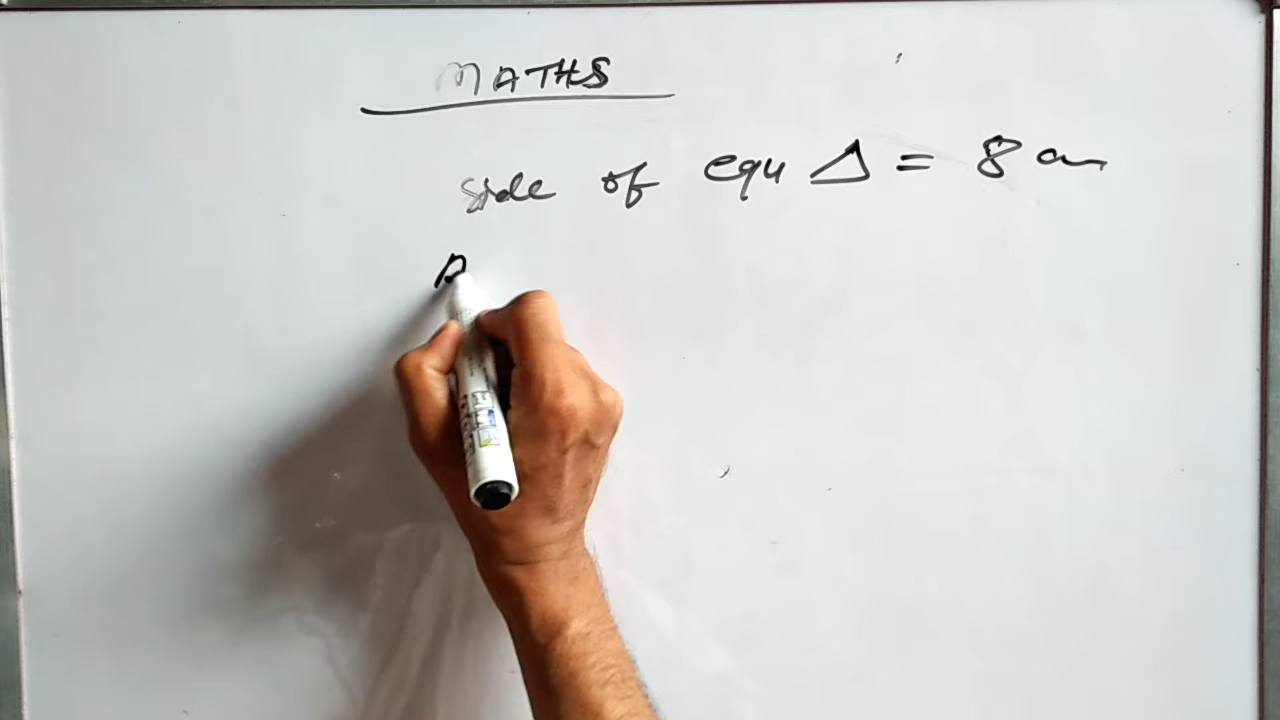 MATHS
side of equ Δ = 8 cm
A